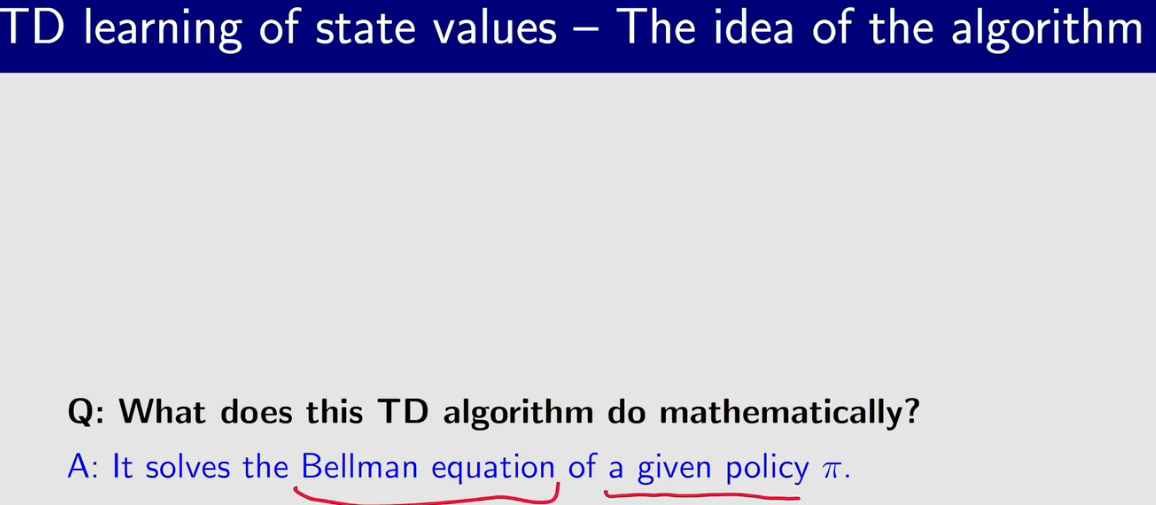 TD learning of state values – The idea of the algorithm
Q: What does this TD algorithm do mathematically?
A: It solves the Bellman equation of a given policy π.